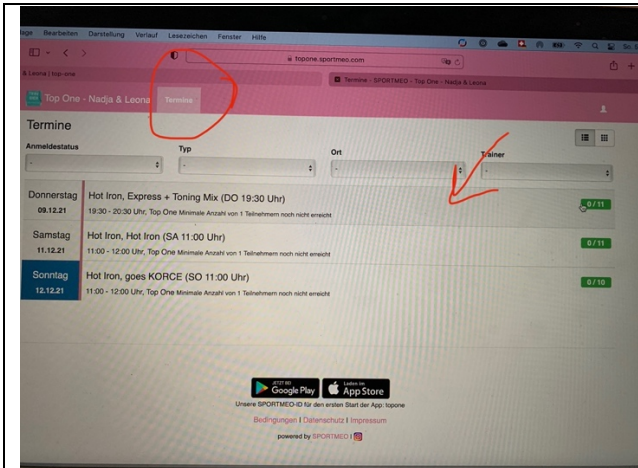 Bearbeiten Darstellung Verlauf Lesezeichen Fenster Hilfe
topone.sportmeo.com
& Leona | top-one
Termine - SPORTMEO - Top One - Nadja & Leona
Top One - Nadja & Leona Termine
Termine
Anmeldestatus Typ Ort Trainer
Donnerstag Hot Iron, Express + Toning Mix (DO 19:30 Uhr) 0 / 11
09.12.21 19:30 - 20:30 Uhr, Top One Minimale Anzahl von 1 Teilnehmern noch nicht erreicht
Samstag Hot Iron, Hot Iron (SA 11:00 Uhr) 0 / 11
11.12.21 11:00 - 12:00 Uhr, Top One Minimale Anzahl von 1 Teilnehmern noch nicht erreicht
Sonntag Hot Iron, goes KORCE (SO 11:00 Uhr) 0 / 10
12.12.21 11:00 - 12:00 Uhr, Top One Minimale Anzahl von 1 Teilnehmern noch nicht erreicht
JETZT BEI Google Play Laden im App Store
Unsere SPORTMEO-ID für den ersten Start der App: topone
Bedingungen | Datenschutz | Impressum
powered by SPORTMEO |